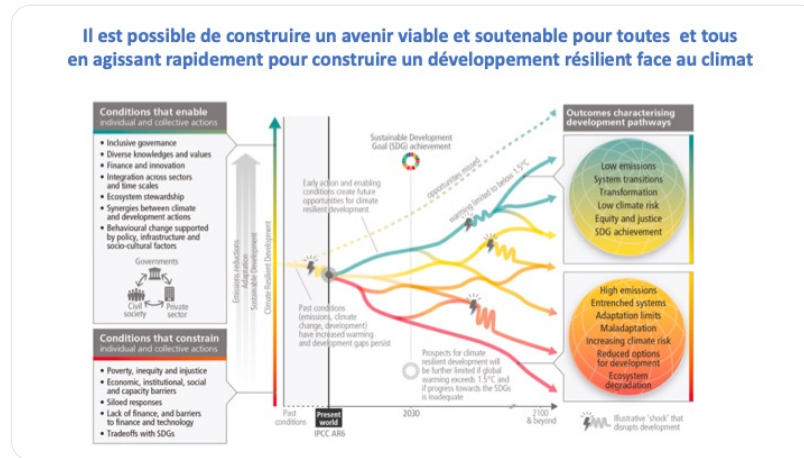 Il est possible de construire un avenir viable et soutenable pour toutes et tous
en agissant rapidement pour construire un développement résilient face au climat
Conditions that enable
individual and collective actions
• Inclusive governance
• Diverse knowledges and values
• Finance and innovation
• Integration across sectors
and time scales
• Ecosystem stewardship
• Synergies between climate
and development actions
• Behavioural change supported
by policy, infrastructure and
socio-cultural factors
Governments
Civil
society
Private
sector
Conditions that constrain
individual and collective actions
• Poverty, inequity and injustice
• Economic, institutional, social
and capacity barriers
• Siloed responses
• Lack of finance, and barriers
to finance and technology
• Tradeoffs with SDGs
Emissions reductions
Adaptation
Sustainable Development
Climate Resilient Development
Sustainable Development
Goal (SDG) achievement
Early action and enabling
conditions create future
opportunities for climate
resilient development
opportunities missed
warming limited to below 1.5°C
Past conditions
(emissions, climate
change, development)
have increased warming
and development gaps persist
Prospects for climate
resilient development will
be further limited if global
warming exceeds 1.5°C and
if progress towards the SDGs
is inadequate
Past
conditions
Present
world
IPCC AR6
2030
2100
& beyond
Outcomes characterising
development pathways
Low emissions
System transitions
Transformation
Low climate risk
Equity and justice
SDG achievement
High emissions
Entrenched systems
Adaptation limits
Maladaptation
Increasing climate risk
Reduced options
for development
Ecosystem
degradation
Illustrative 'shock' that
disrupts development